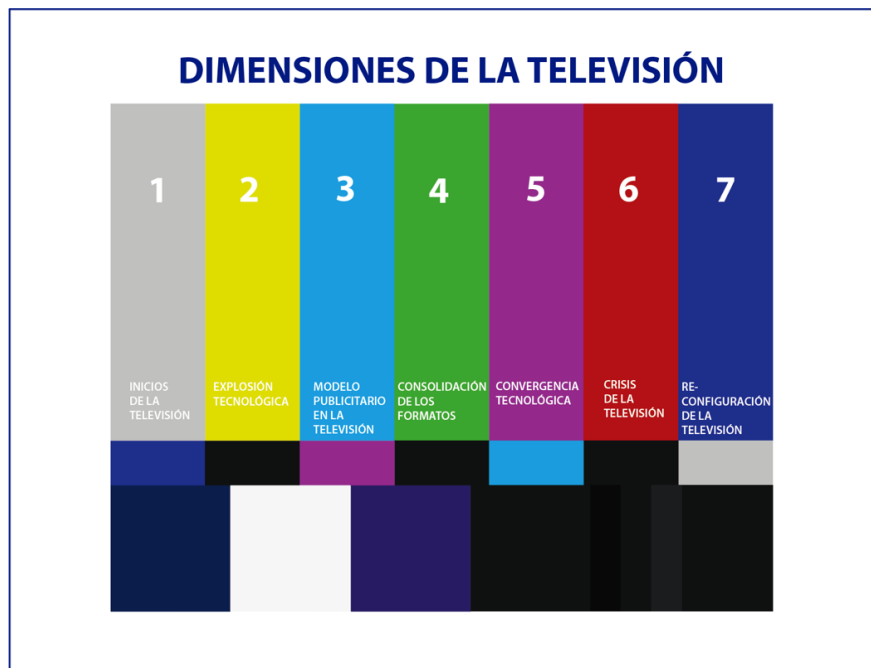 DIMENSIONES DE LA TELEVISIÓN
1
INICIOS
DE LA
TELEVISIÓN
2
EXPLOSIÓN
TECNOLÓGICA
3
MODELO
PUBLICITARIO
EN LA
TELEVISIÓN
4
CONSOLIDACIÓN
DE LOS
FORMATOS
5
CONVERGENCIA
TECNOLÓGICA
6
CRISIS
DE LA
TELEVISIÓN
7
RE-
CONFIGURACIÓN
DE LA
TELEVISIÓN